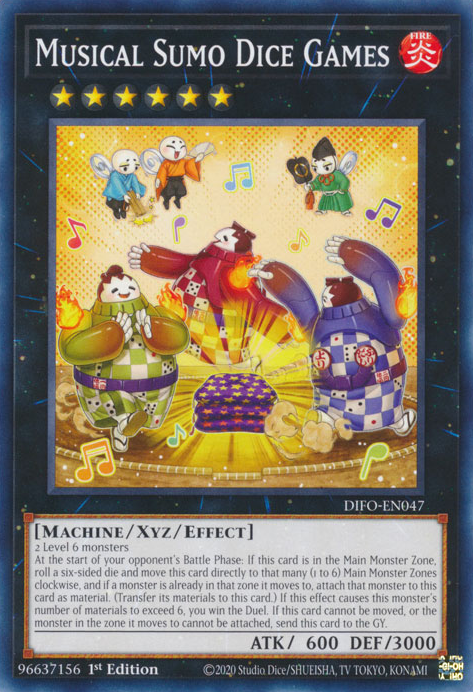 MUSICAL SUMO DICE GAMES
FIRE
炎
DIFO-EN047
[MACHINE/XYZ/EFFECT]
2 Level 6 monsters
At the start of your opponent's Battle Phase: If this card is in the Main Monster Zone,
roll a six-sided die and move this card directly to that many (1 to 6) Main Monster Zones
clockwise, and if a monster is already in that zone it moves to, attach that monster to this
card as material. (Transfer its materials to this card.) If this effect causes this monster's
number of materials to exceed 6, you win the Duel. If this card cannot be moved, or the
monster in the zone it moves to cannot be attached, send this card to the GY.
ATK/ 600 DEF/3000
96637156 1st Edition ©2020 Studio Dice/SHUEISHA, TV TOKYO, KONAMI